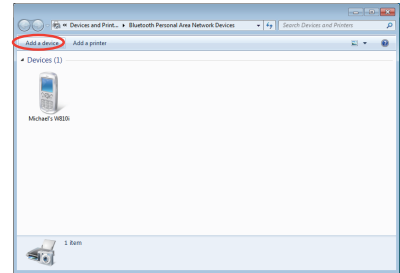 « Devices and Print... ▸ Bluetooth Personal Area Network Devices
Search Devices and Printers
Add a device Add a printer
Devices (1)
Michael's W810i
1 item